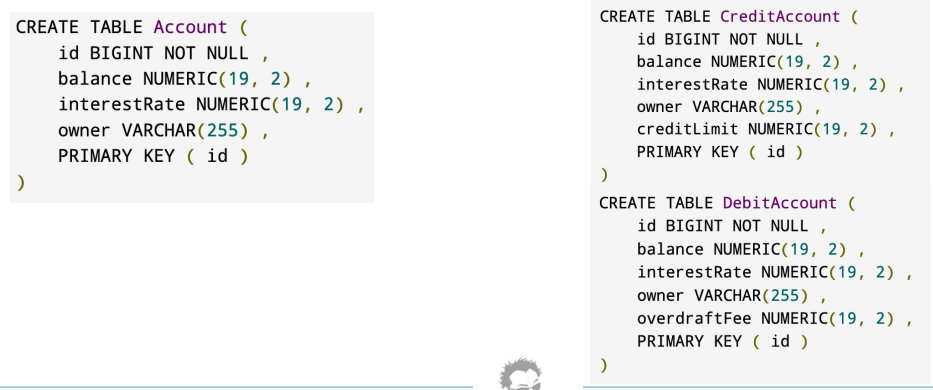 CREATE TABLE Account (
id BIGINT NOT NULL ,
balance NUMERIC(19, 2) ,
interestRate NUMERIC(19, 2) ,
owner VARCHAR(255) ,
PRIMARY KEY ( id )
)
CREATE TABLE CreditAccount (
id BIGINT NOT NULL ,
balance NUMERIC(19, 2) ,
interestRate NUMERIC(19, 2) ,
owner VARCHAR(255) ,
creditLimit NUMERIC(19, 2) ,
PRIMARY KEY ( id )
)
CREATE TABLE DebitAccount (
id BIGINT NOT NULL ,
balance NUMERIC(19, 2) ,
interestRate NUMERIC(19, 2) ,
owner VARCHAR(255) ,
overdraftFee NUMERIC(19, 2) ,
PRIMARY KEY ( id )
)